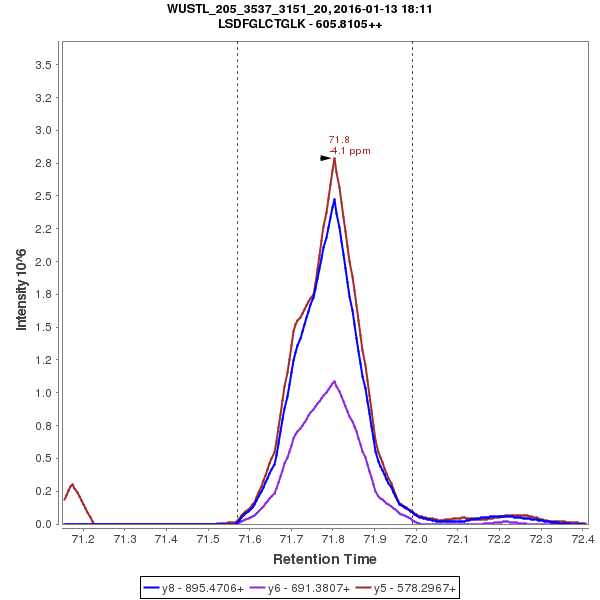 WUSTL_205_3537_3151_20, 2016-01-13 18:11
LSDFGLCTGLK - 605.8105++
71.8
-4.1 ppm
3.5
3.2
3.0
2.8
2.5
2.2
2.0
1.8
1.5
1.2
1.0
0.8
0.5
0.2
0.0
Intensity 10^6
71.2 71.3 71.4 71.5 71.6 71.7 71.8 71.9 72.0 72.1 72.2 72.3 72.4
Retention Time
y8 - 895.4706+ y6 - 691.3807+ y5 - 578.2967+